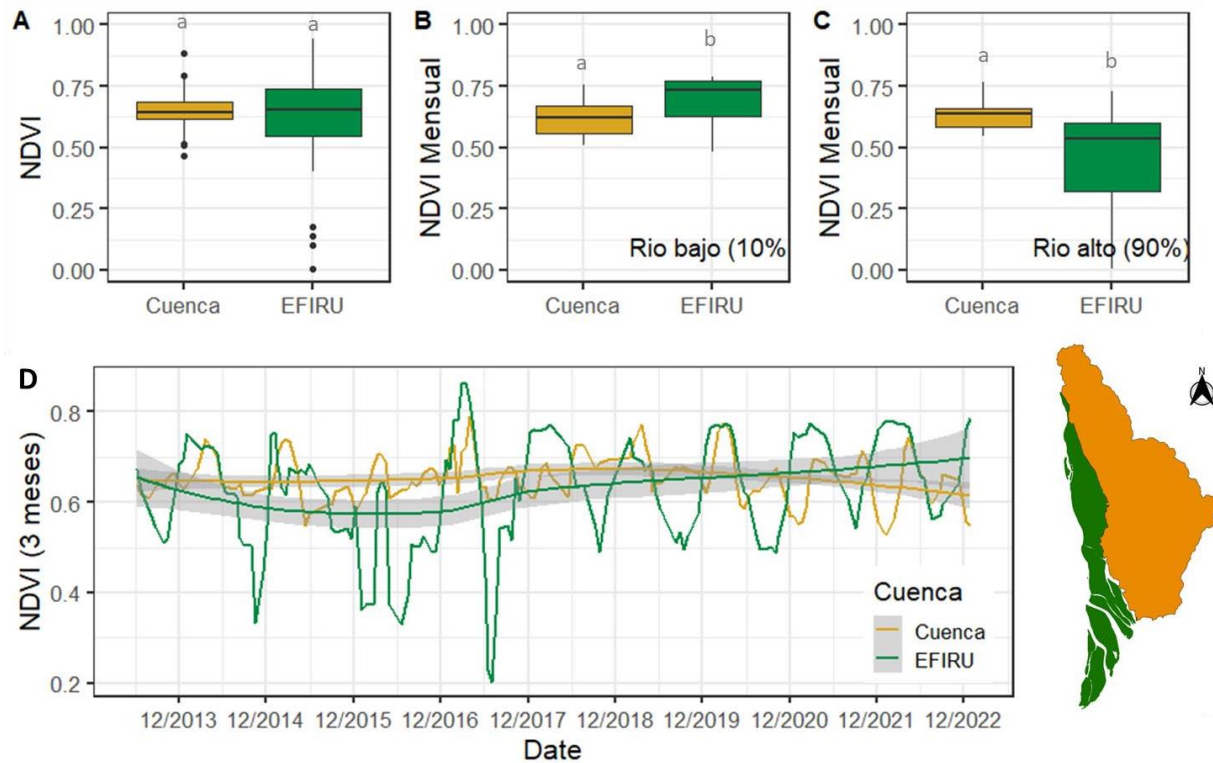 A
NDVI
1.00
0.75
0.50
0.25
0.00
a
a
Cuenca
EFIRU
B
NDVI Mensual
1.00
0.75
0.50
0.25
0.00
a
b
Rio bajo (10%
Cuenca
EFIRU
C
NDVI Mensual
1.00
0.75
0.50
0.25
0.00
a
b
Rio alto (90%)
Cuenca
EFIRU
D
NDVI (3 meses)
0.8
0.6
0.4
0.2
Cuenca
Cuenca
EFIRU
12/2013 12/2014 12/2015 12/2016 12/2017 12/2018 12/2019 12/2020 12/2021 12/2022
Date
N